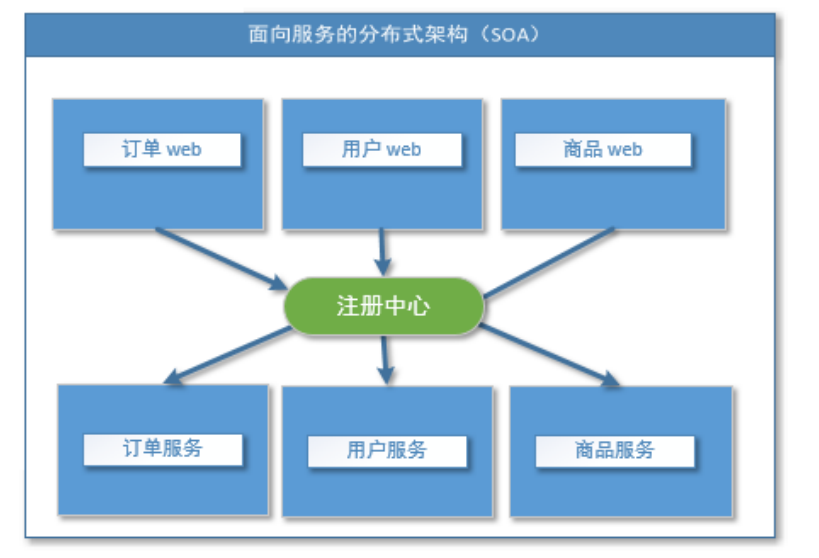 面向服务的分布式架构（SOA）
订单 web
用户 web
商品 web
注册中心
订单服务
用户服务
商品服务